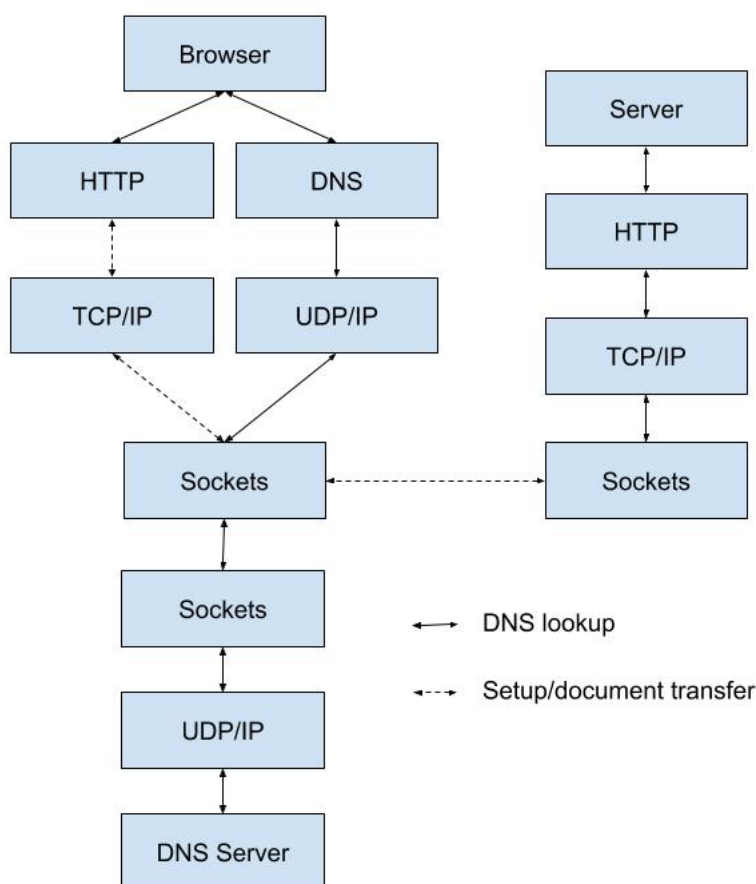 Browser
Server
HTTP
DNS
HTTP
TCP/IP
UDP/IP
TCP/IP
Sockets
Sockets
Sockets
DNS lookup
Setup/document transfer
UDP/IP
DNS Server